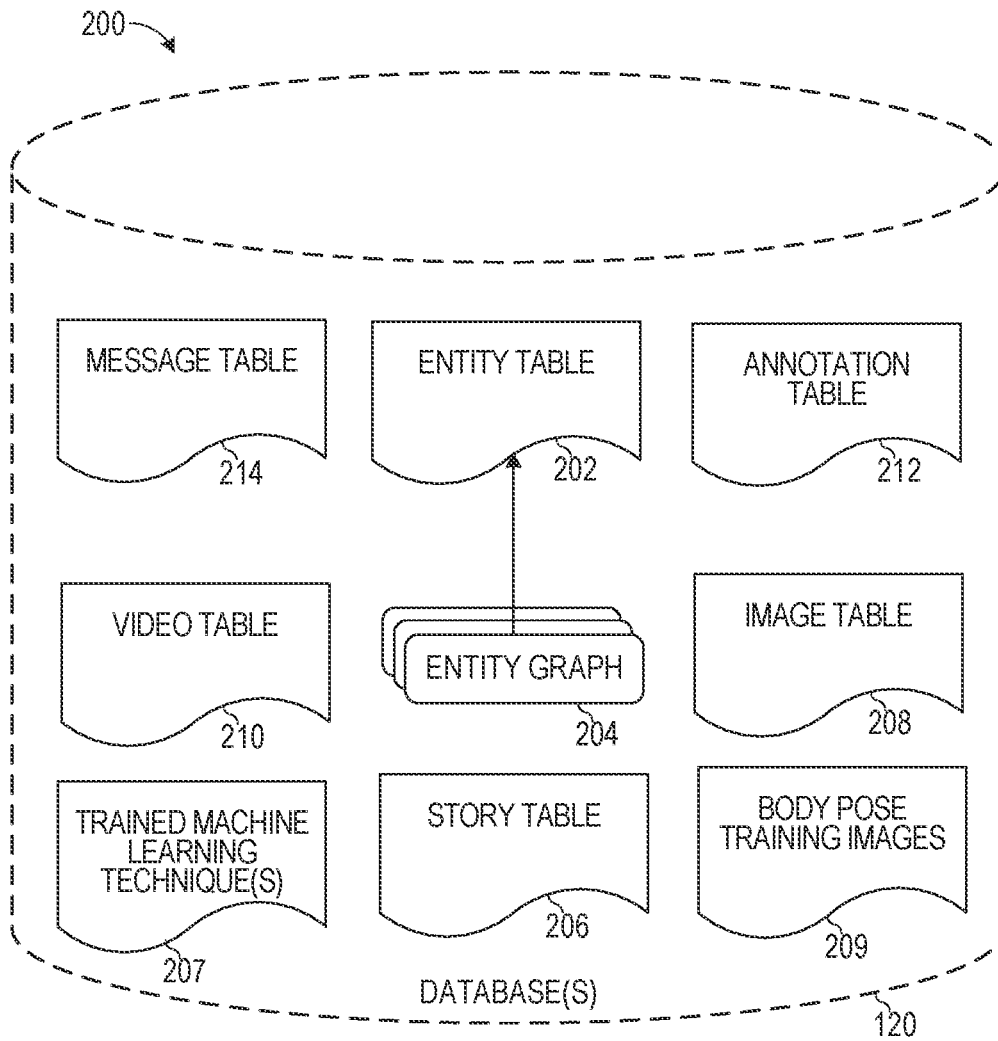 200
MESSAGE TABLE
214
ENTITY TABLE
202
ANNOTATION
TABLE
212
VIDEO TABLE
210
ENTITY GRAPH
204
IMAGE TABLE
208
TRAINED MACHINE
LEARNING
TECHNIQUE(S)
207
STORY TABLE
206
BODY POSE
TRAINING IMAGES
209
DATABASE(S)
120